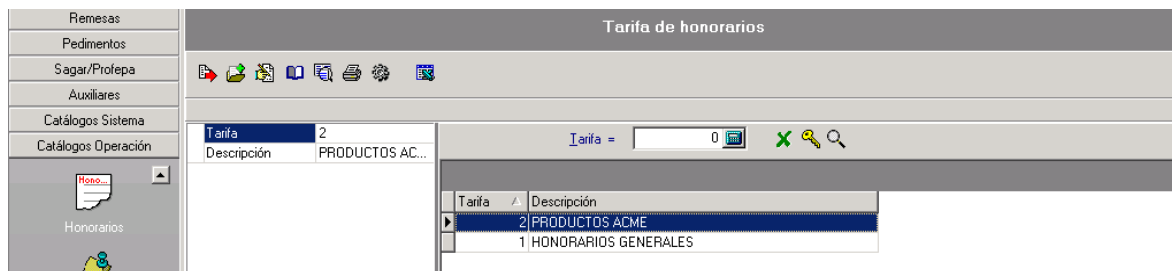 Remesas
Pedimentos
Sagar/Profepa
Auxiliares
Catálogos Sistema
Catálogos Operación
Hono...
Honorarios
Tarifa de honorarios
Tarifa 2
Descripción PRODUCTOS AC...
Tarifa = 0
Tarifa Descripción
2 PRODUCTOS ACME
1 HONORARIOS GENERALES